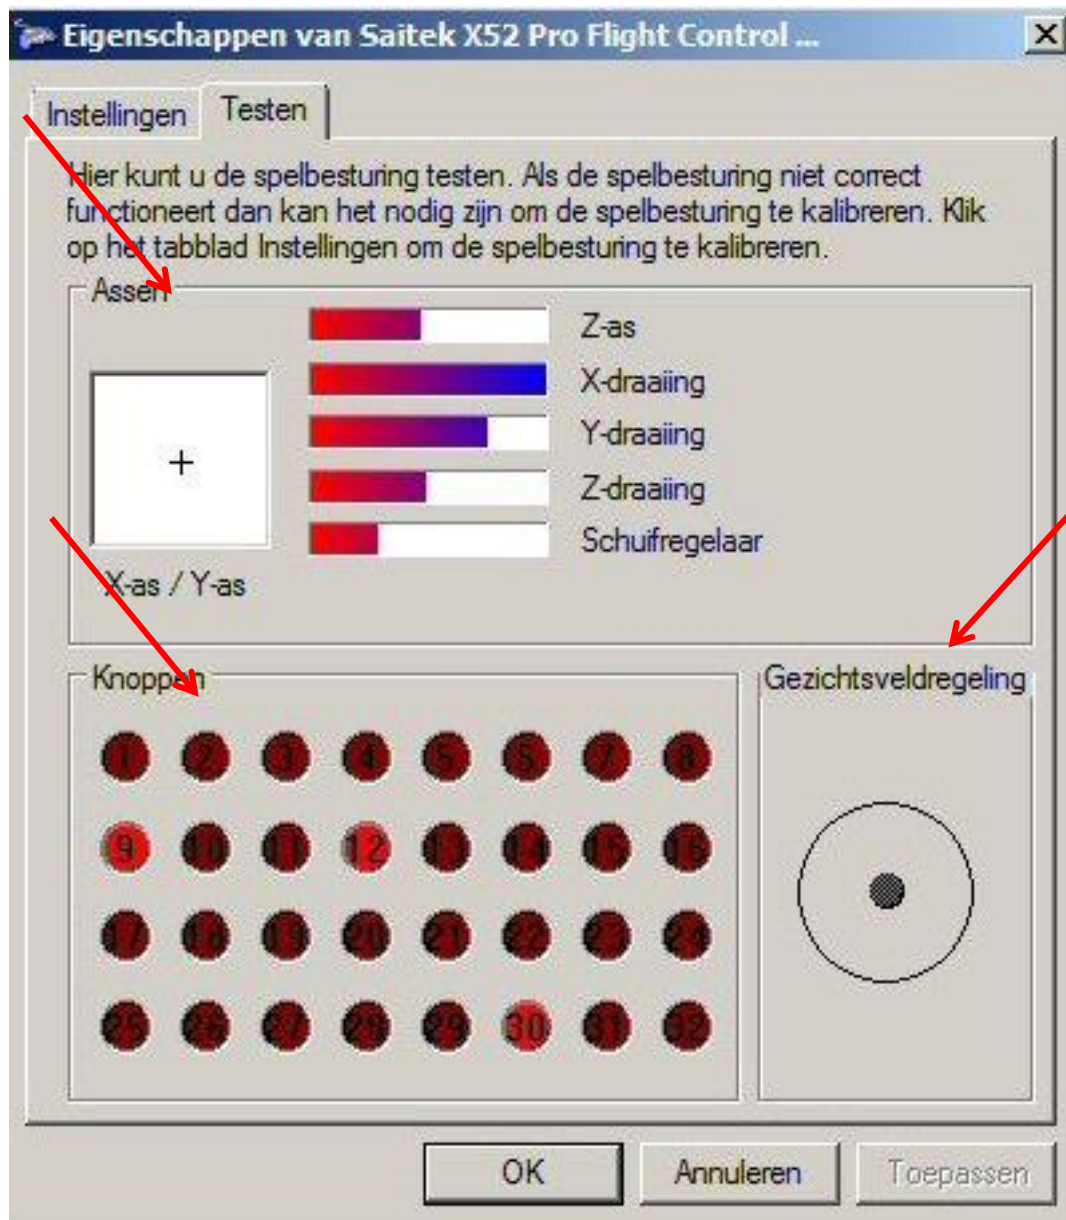 Eigenschappen van Saitek X52 Pro Flight Control ...
Instellingen Testen
Hier kunt u de spelbesturing testen. Als de spelbesturing niet correct
functioneert dan kan het nodig zijn om de spelbesturing te kalibreren. Klik
op het tabblad Instellingen om de spelbesturing te kalibreren.
Assen
Z-as
X-draaiing
Y-draaiing
Z-draaiing
Schuifregelaar
X-as / Y-as
Knoppen
1 2 3 4 5 6 7 8
9 10 11 12 13 14 15 16
17 18 19 20 21 22 23 24
25 26 27 28 29 30 31 32
Gezichtsveldregeling
OK Annuleren Toepassen